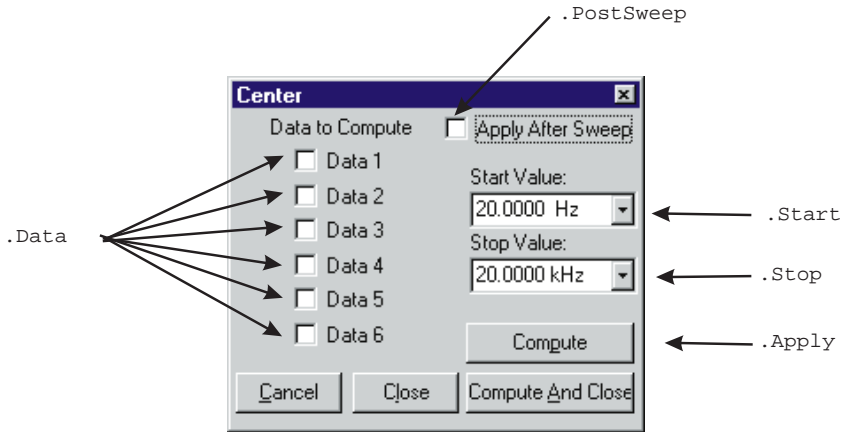 .PostSweep
Center
Data to Compute
Apply After Sweep
Data 1
Data 2
Data 3
Data 4
Data 5
Data 6
.Data
Start Value:
20.0000 Hz
.Start
Stop Value:
20.0000 kHz
.Stop
Compute
.Apply
Cancel
Close
Compute And Close